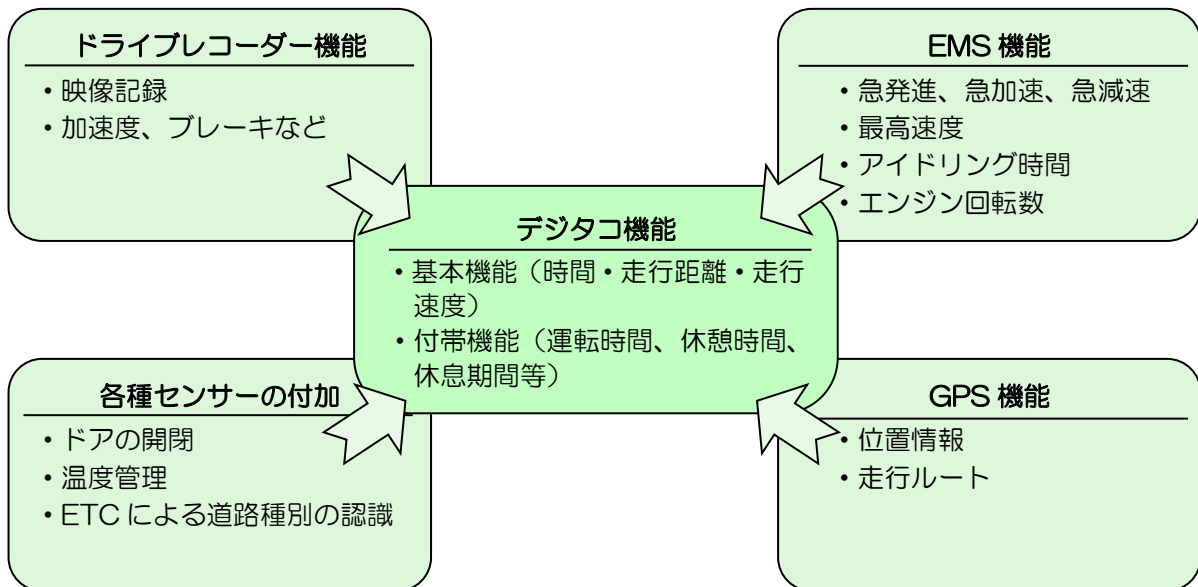 ドライブレコーダー機能
・映像記録
・加速度、ブレーキなど
EMS 機能
・急発進、急加速、急減速
・最高速度
・アイドリング時間
・エンジン回転数
デジタコ機能
・基本機能（時間・走行距離・走行
速度）
・付帯機能（運転時間、休憩時間、
休息期間等）
各種センサーの付加
・ドアの開閉
・温度管理
・ETC による道路種別の認識
GPS 機能
・位置情報
・走行ルート